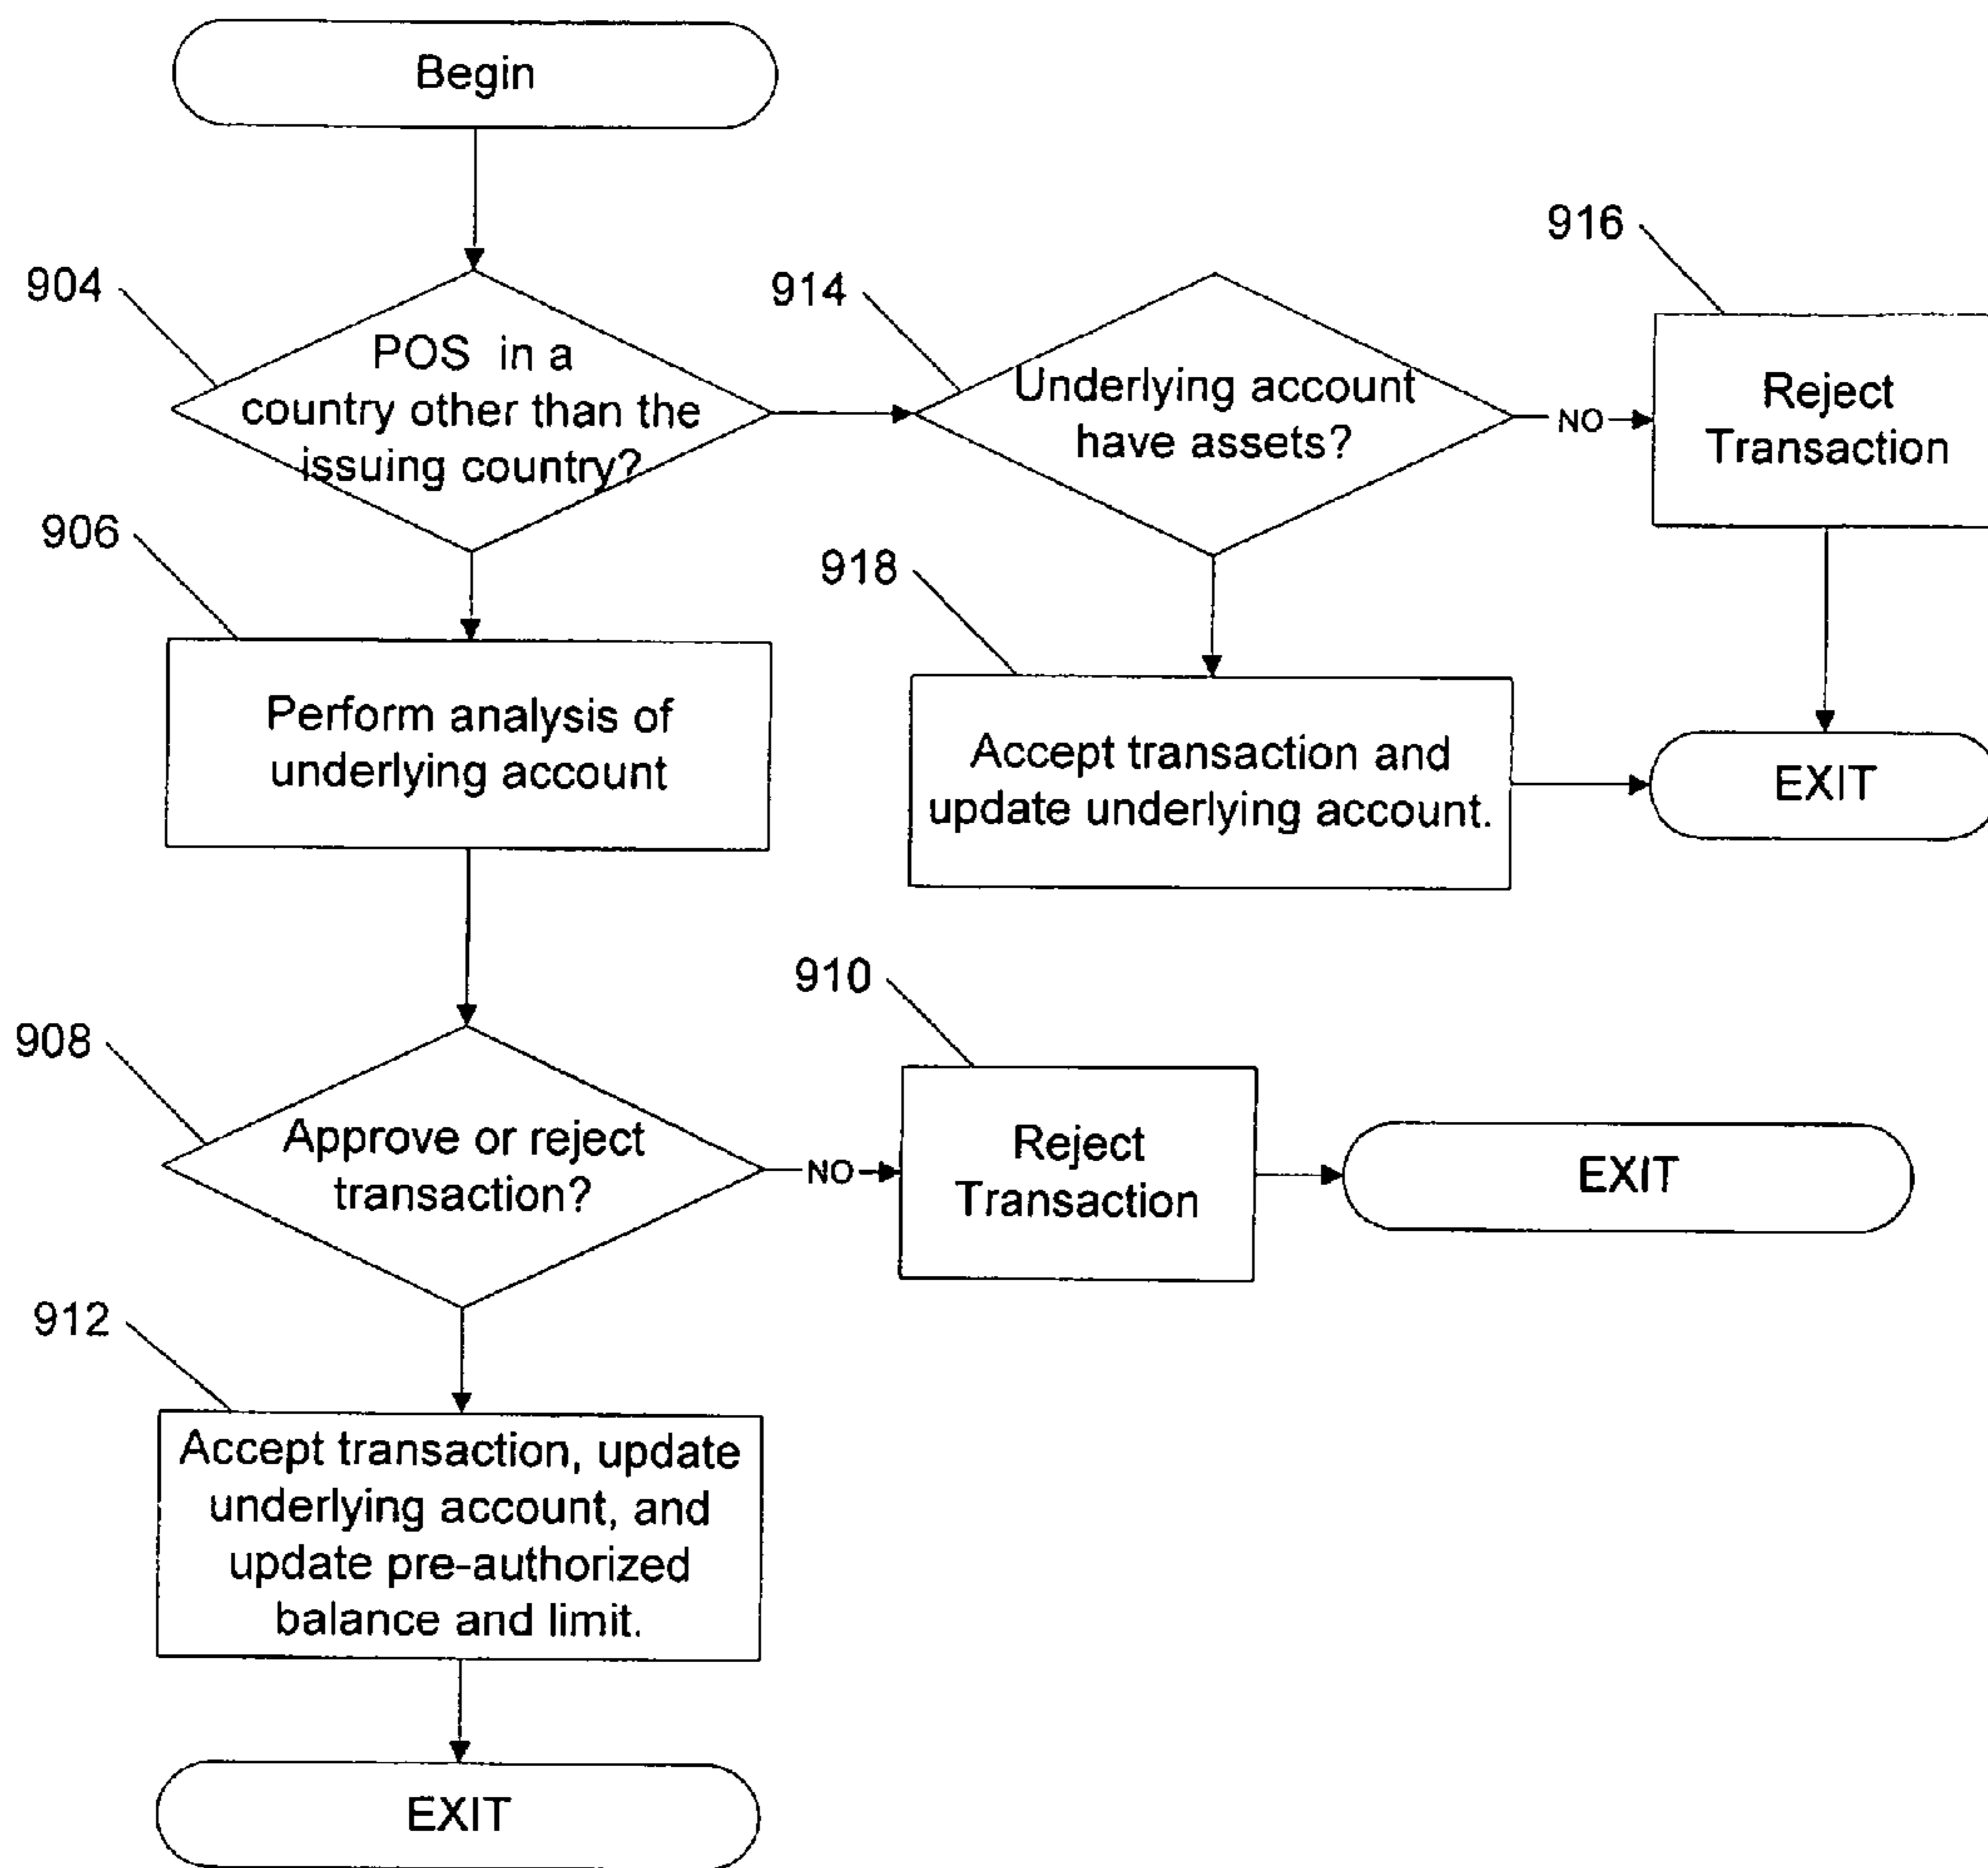 Begin
904
POS in a
country other than the
issuing country?
914
Underlying account
have assets?
NO
916
Reject
Transaction
906
Perform analysis of
underlying account
918
Accept transaction and
update underlying account.
EXIT
908
Approve or reject
transaction?
NO
910
Reject
Transaction
EXIT
912
Accept transaction, update
underlying account, and
update pre-authorized
balance and limit.
EXIT